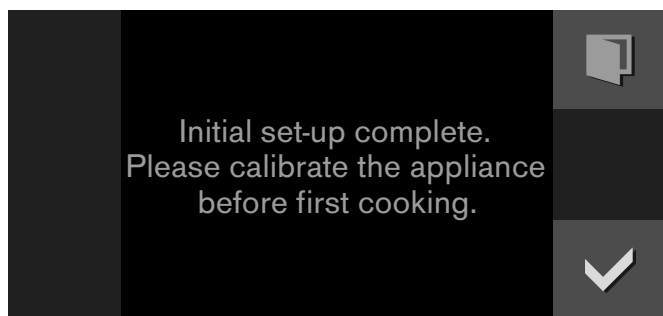 Initial set-up complete.
Please calibrate the appliance
before first cooking.